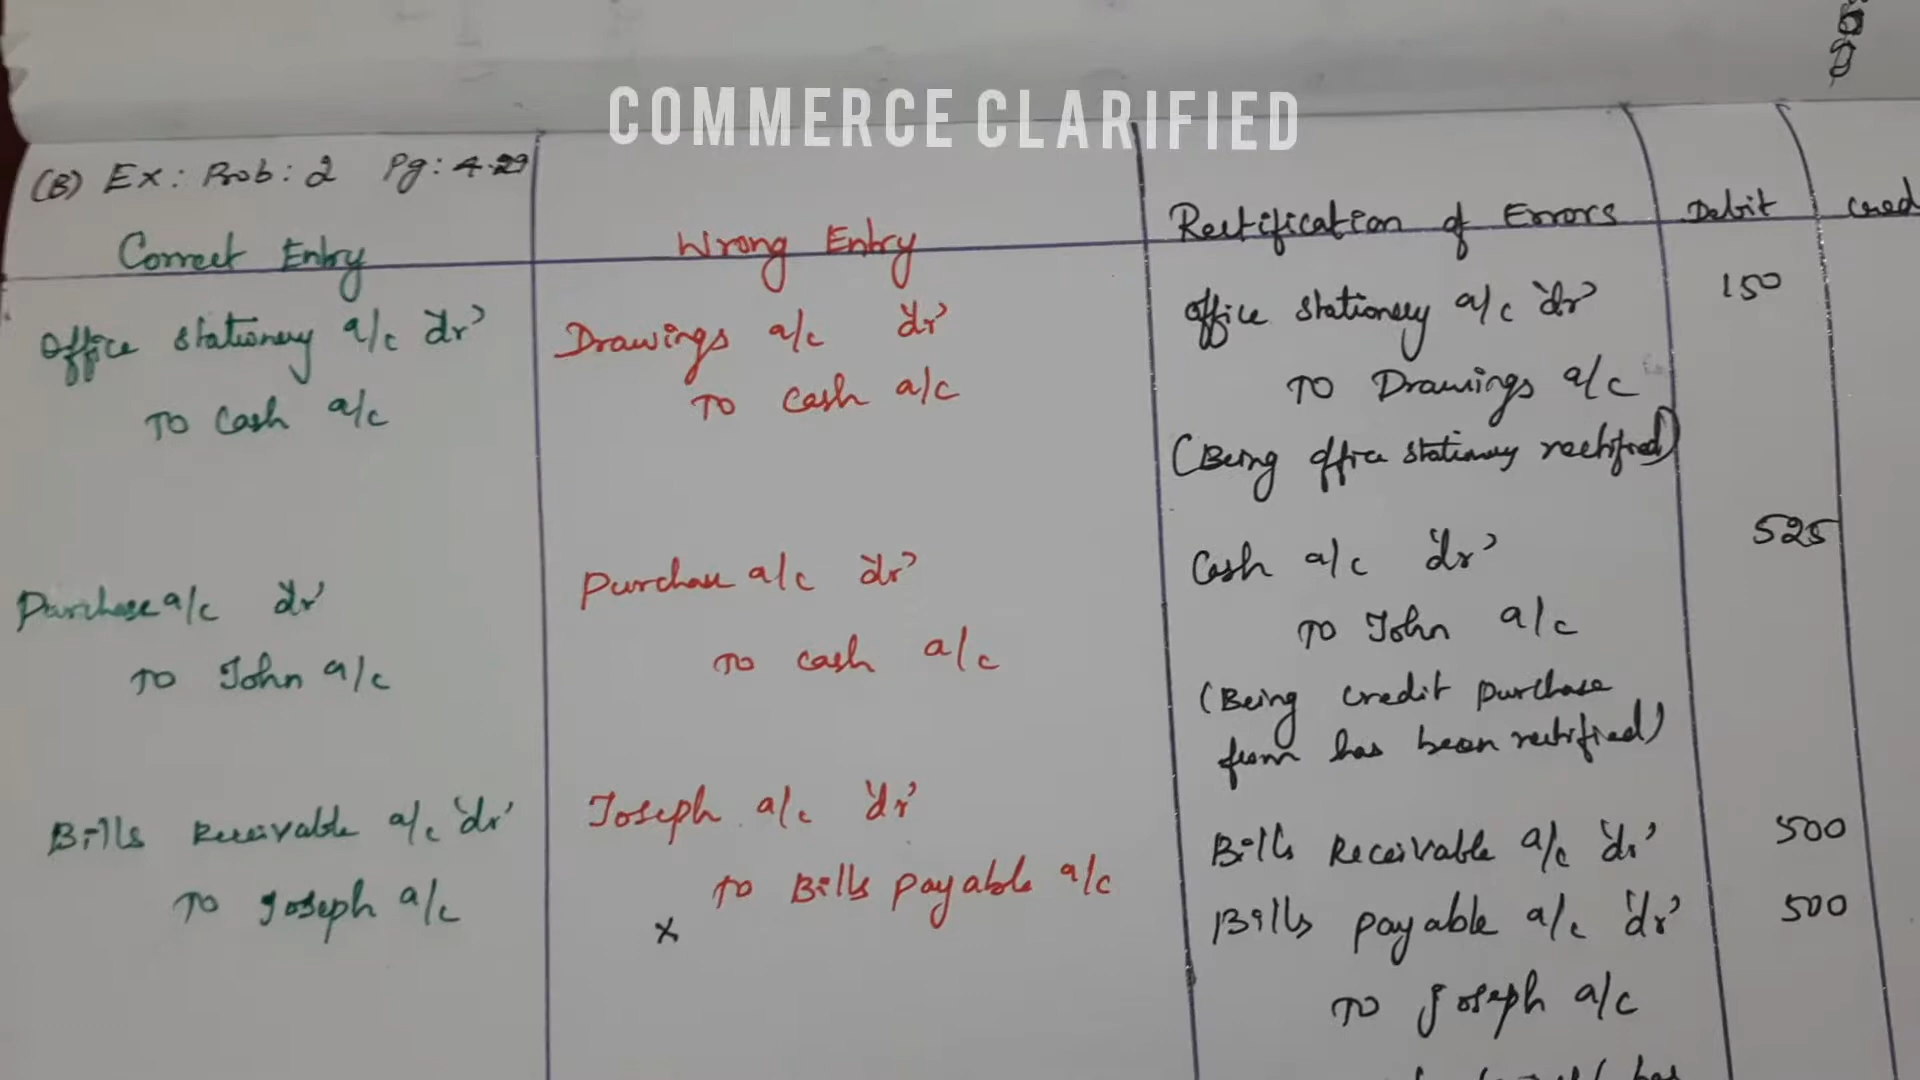 COMMERCE CLARIFIED
(B) Ex: Prob: 2 Pg: 4.29
Correct Entry
Office stationery a/c 'dr'
To Cash a/c
Purchase a/c dr'
To John a/c
Bills Receivable a/c 'dr'
To Joseph a/c
Wrong Entry
Drawings a/c 'dr'
To Cash a/c
Purchase a/c 'dr'
To cash a/c
Joseph a/c 'dr'
To Bills payable a/c
x
Rectification of Errors
Office stationery a/c 'dr'
To Drawings a/c
(Being office stationery rectified)
Cash a/c 'dr'
To John a/c
(Being credit purchase
from has been rectified)
Bills Receivable a/c 'dr'
Bills payable a/c 'dr'
To Joseph a/c
has
Debit
150
525
500
500
Cred